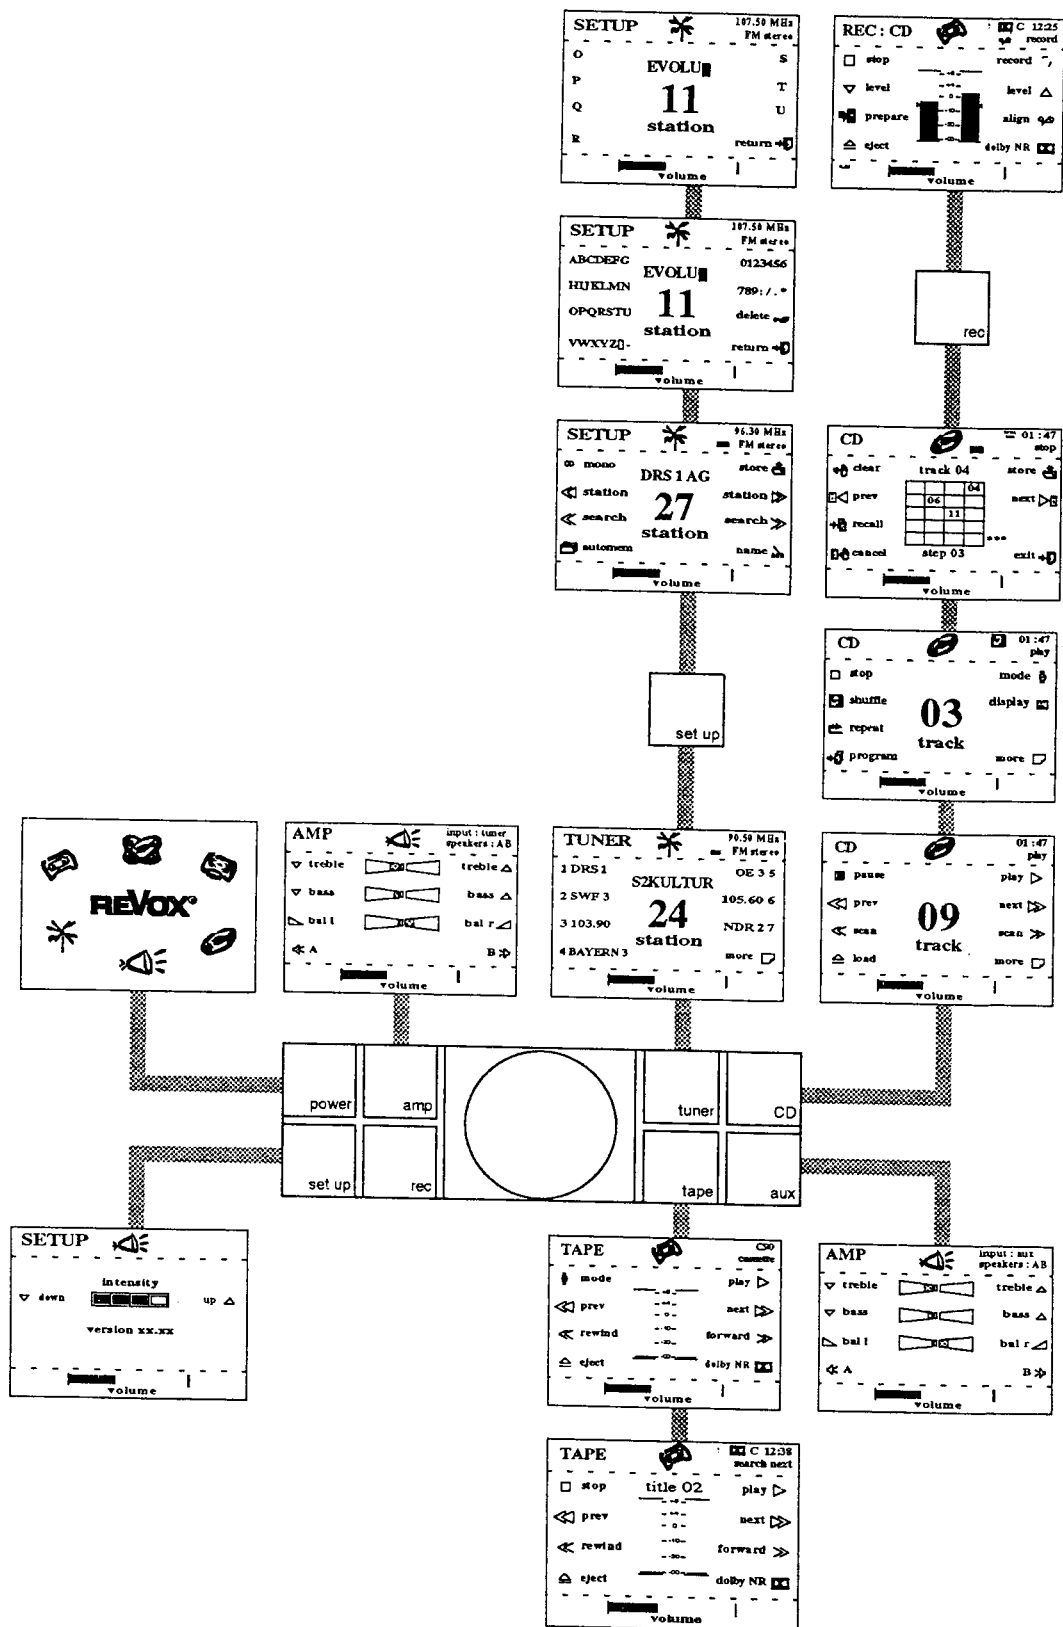 SETUP
107.50 MHz
FM stereo
O
P
Q
R
EVOLU
11
station
S
T
U
return
volume
REC : CD
C 12:25
record
stop
level
prepare
eject
record
level
align
dolby NR
volume
SETUP
107.50 MHz
FM stereo
ABCDEFG
HIJKLMN
OPQRSTU
VWXYZ▯-
EVOLU
11
station
0123456
789:/.*
delete
return
volume
rec
SETUP
96.30 MHz
FM stereo
mono
station
search
automem
DRS 1 AG
27
station
store
station
search
name
volume
CD
01 : 47
stop
clear
prev
recall
cancel
track 04
04
06
11
***
step 03
store
next
exit
volume
set up
CD
01 : 47
play
stop
shuffle
repeat
program
03
track
mode
display
more
volume
REVOX®
AMP
input : tuner
speakers : AB
treble
bass
bal l
A
treble
bass
bal r
B
volume
TUNER
90.50 MHz
FM stereo
1 DRS 1
2 SWF 3
3 103.90
4 BAYERN 3
S2KULTUR
24
station
OE 3 5
105.60 6
NDR 2 7
more
volume
CD
01 : 47
play
pause
prev
scan
load
09
track
play
next
scan
more
volume
power
amp
set up
rec
tuner
CD
tape
aux
SETUP
intensity
down
up
version xx.xx
volume
TAPE
C90
cassette
mode
prev
rewind
eject
play
next
forward
dolby NR
volume
AMP
input : aux
speakers : AB
treble
bass
bal l
A
treble
bass
bal r
B
volume
TAPE
C 12:38
search next
stop
prev
rewind
eject
title 02
play
next
forward
dolby NR
volume